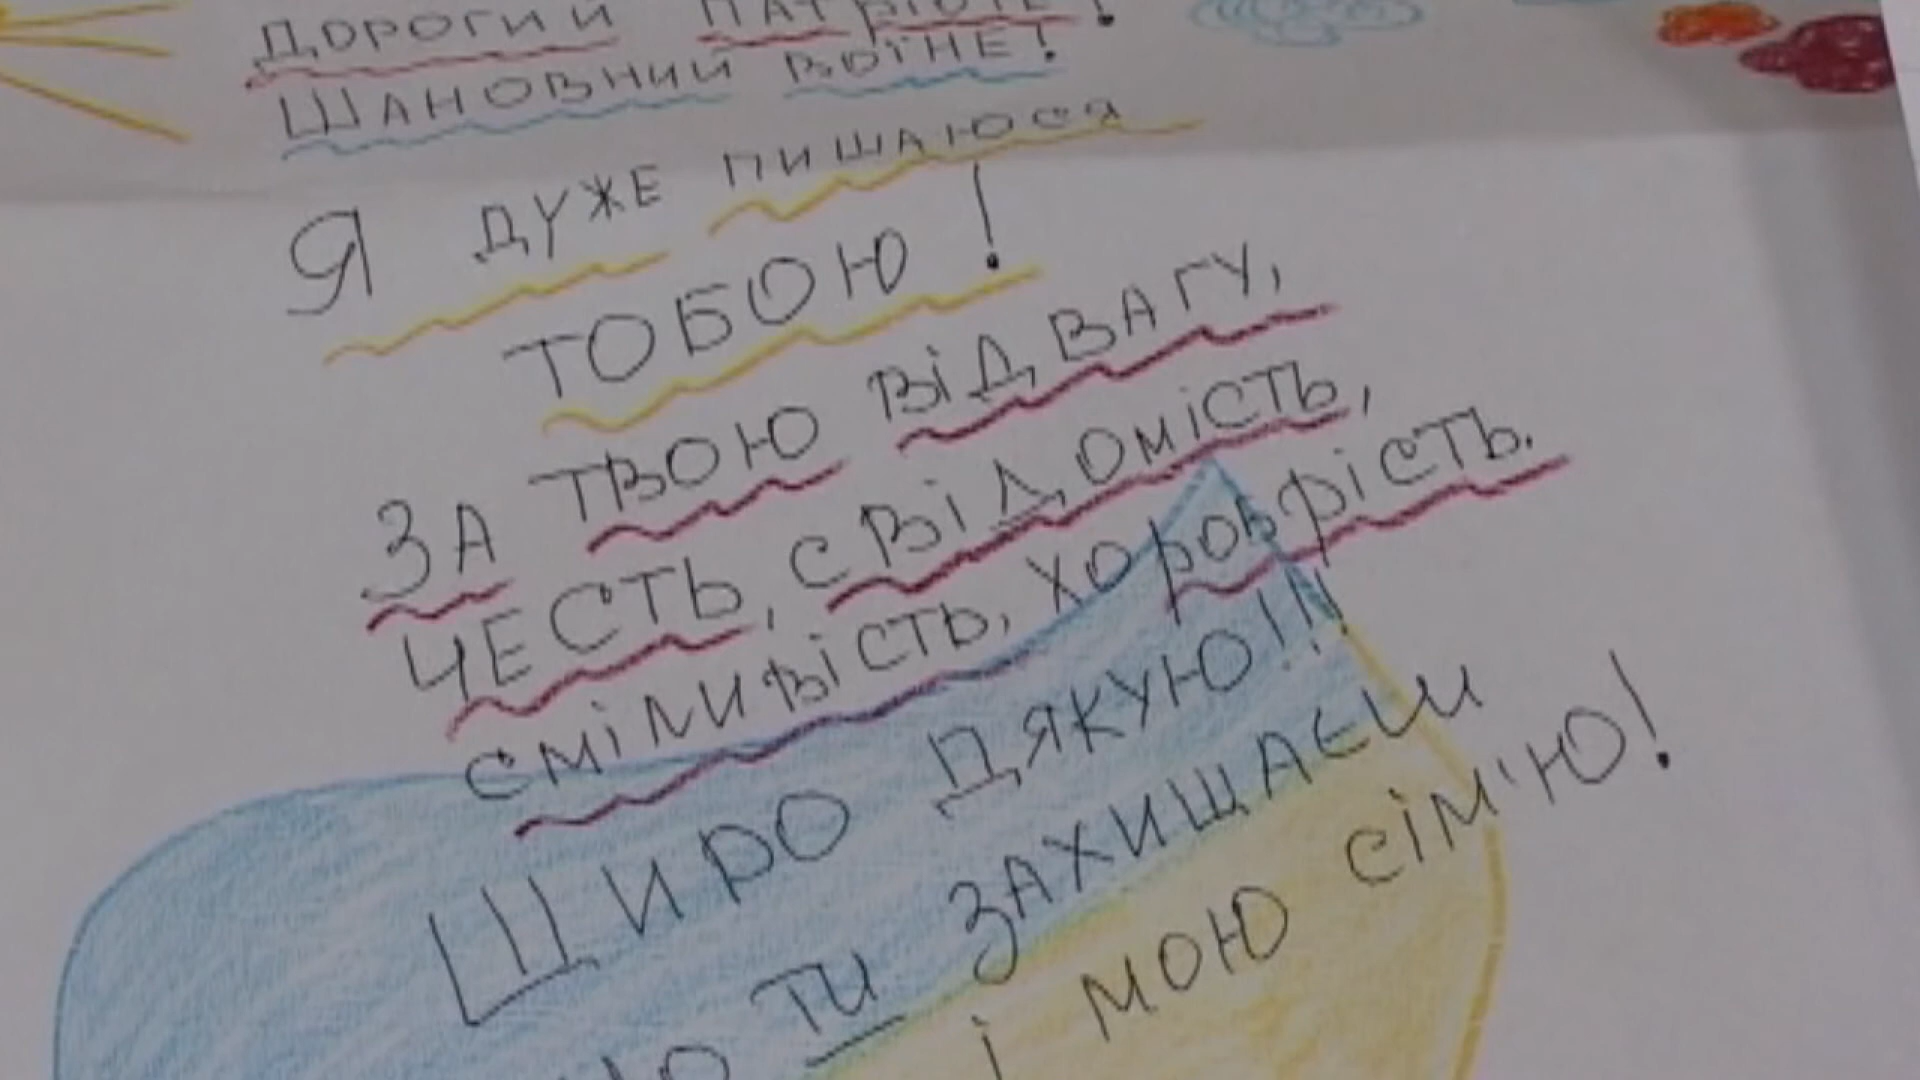 ДОРОГИЙ ПАТРІОТЕ!
ШАНОВНИЙ ВОЇНЕ!
Я ДУЖЕ ПИШАЮСЯ
ТОБОЮ!
ЗА ТВОЮ ВІДВАГУ,
ЧЕСТЬ, СВІДОМІСТЬ,
СМІЛИВІСТЬ, ХОРОБРІСТЬ.
ЩИРО ДЯКУЮ!!!
ТИ ЗАХИЩАЄШ
І МОЮ СІМ'Ю!